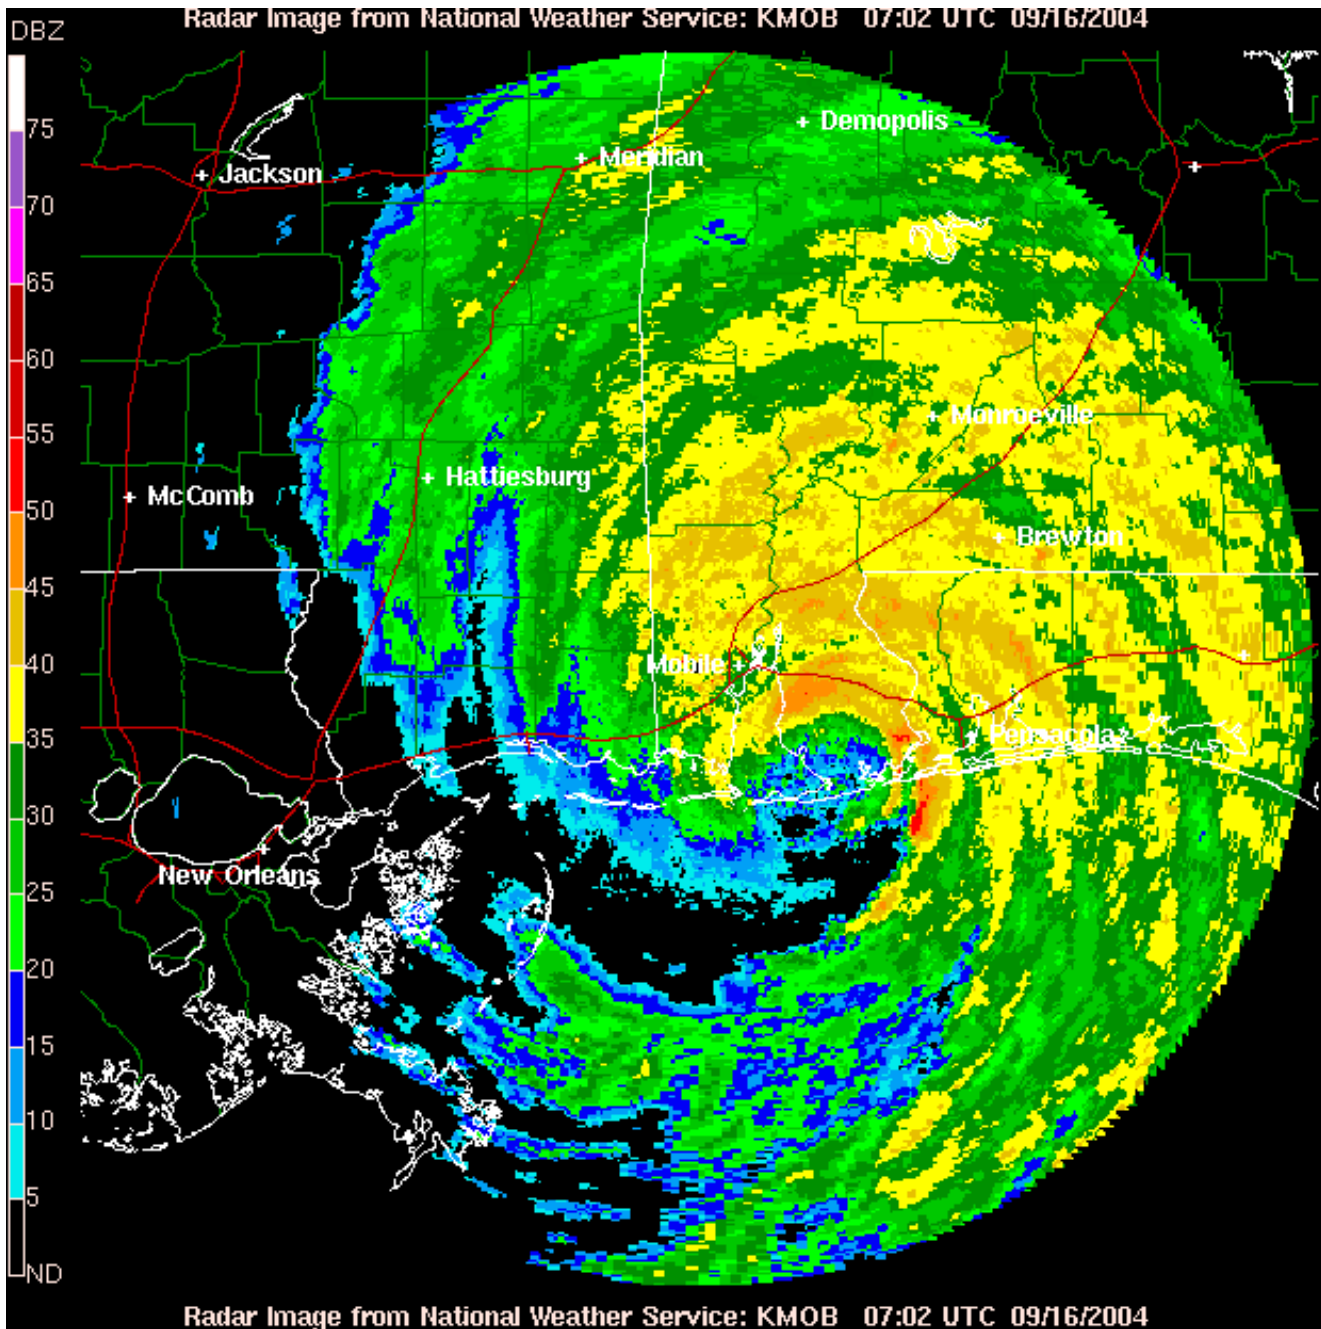 Radar Image from National Weather Service: KMOB 07:02 UTC 09/16/2004
DBZ
75
70
65
60
55
50
45
40
35
30
25
20
15
10
5
ND
Demopolis
Meridian
Jackson
Monroeville
Hattiesburg
McComb
Brewton
Mobile
Pensacola
New Orleans
Radar Image from National Weather Service: KMOB 07:02 UTC 09/16/2004